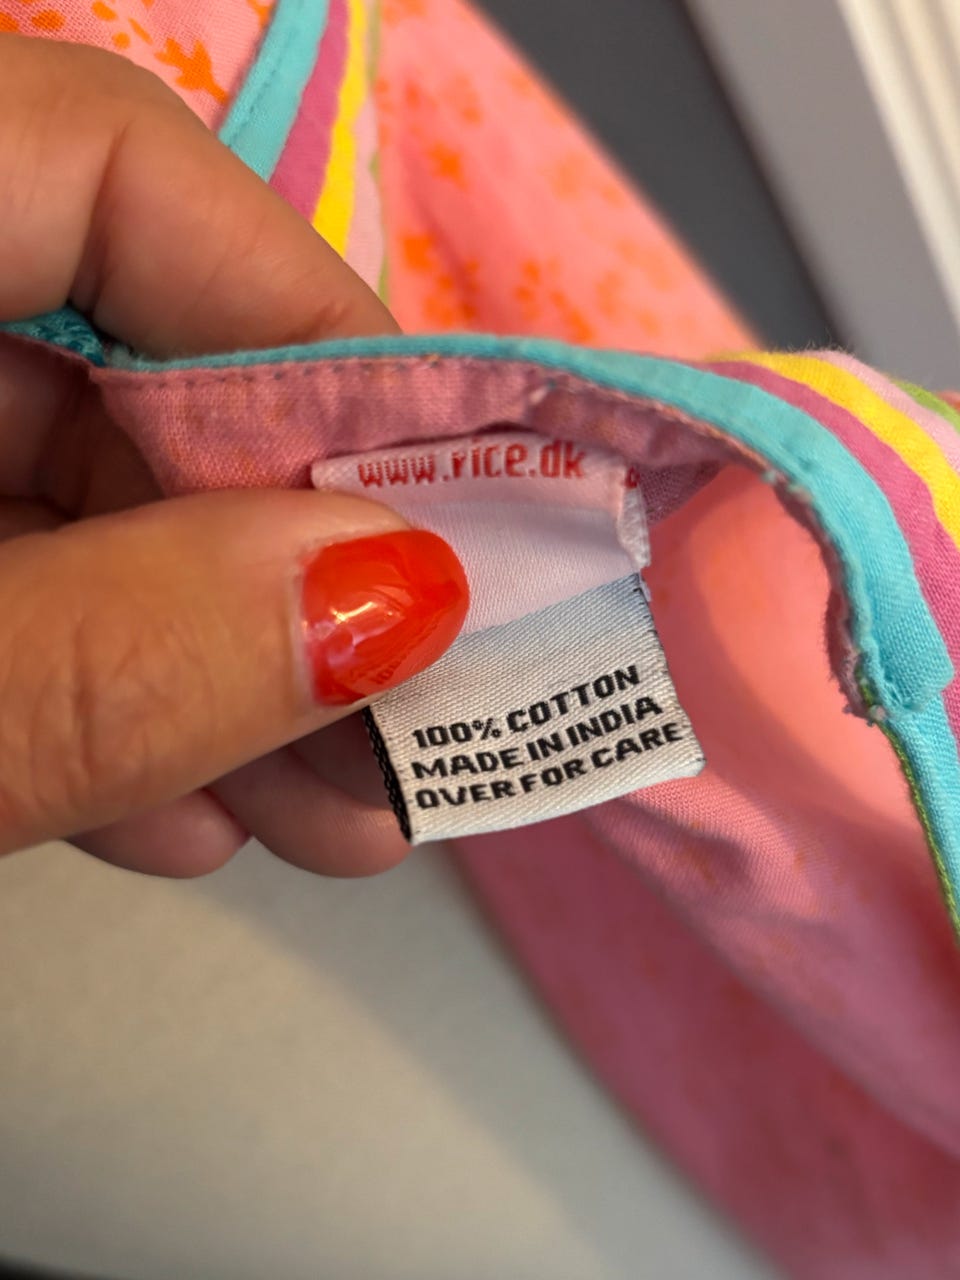 www.rice.dk
100% COTTON
MADE IN INDIA
OVER FOR CARE